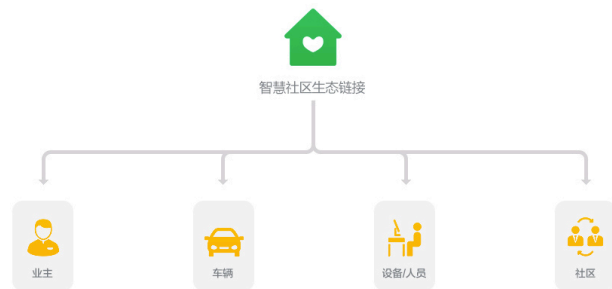 智慧社区生态链接
业主
车辆
设备/人员
社区